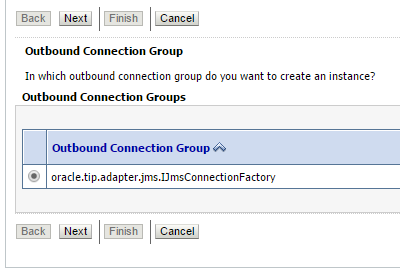 Back Next Finish Cancel
Outbound Connection Group
In which outbound connection group do you want to create an instance?
Outbound Connection Groups
Outbound Connection Group
oracle.tip.adapter.jms.IJmsConnectionFactory
Back Next Finish Cancel